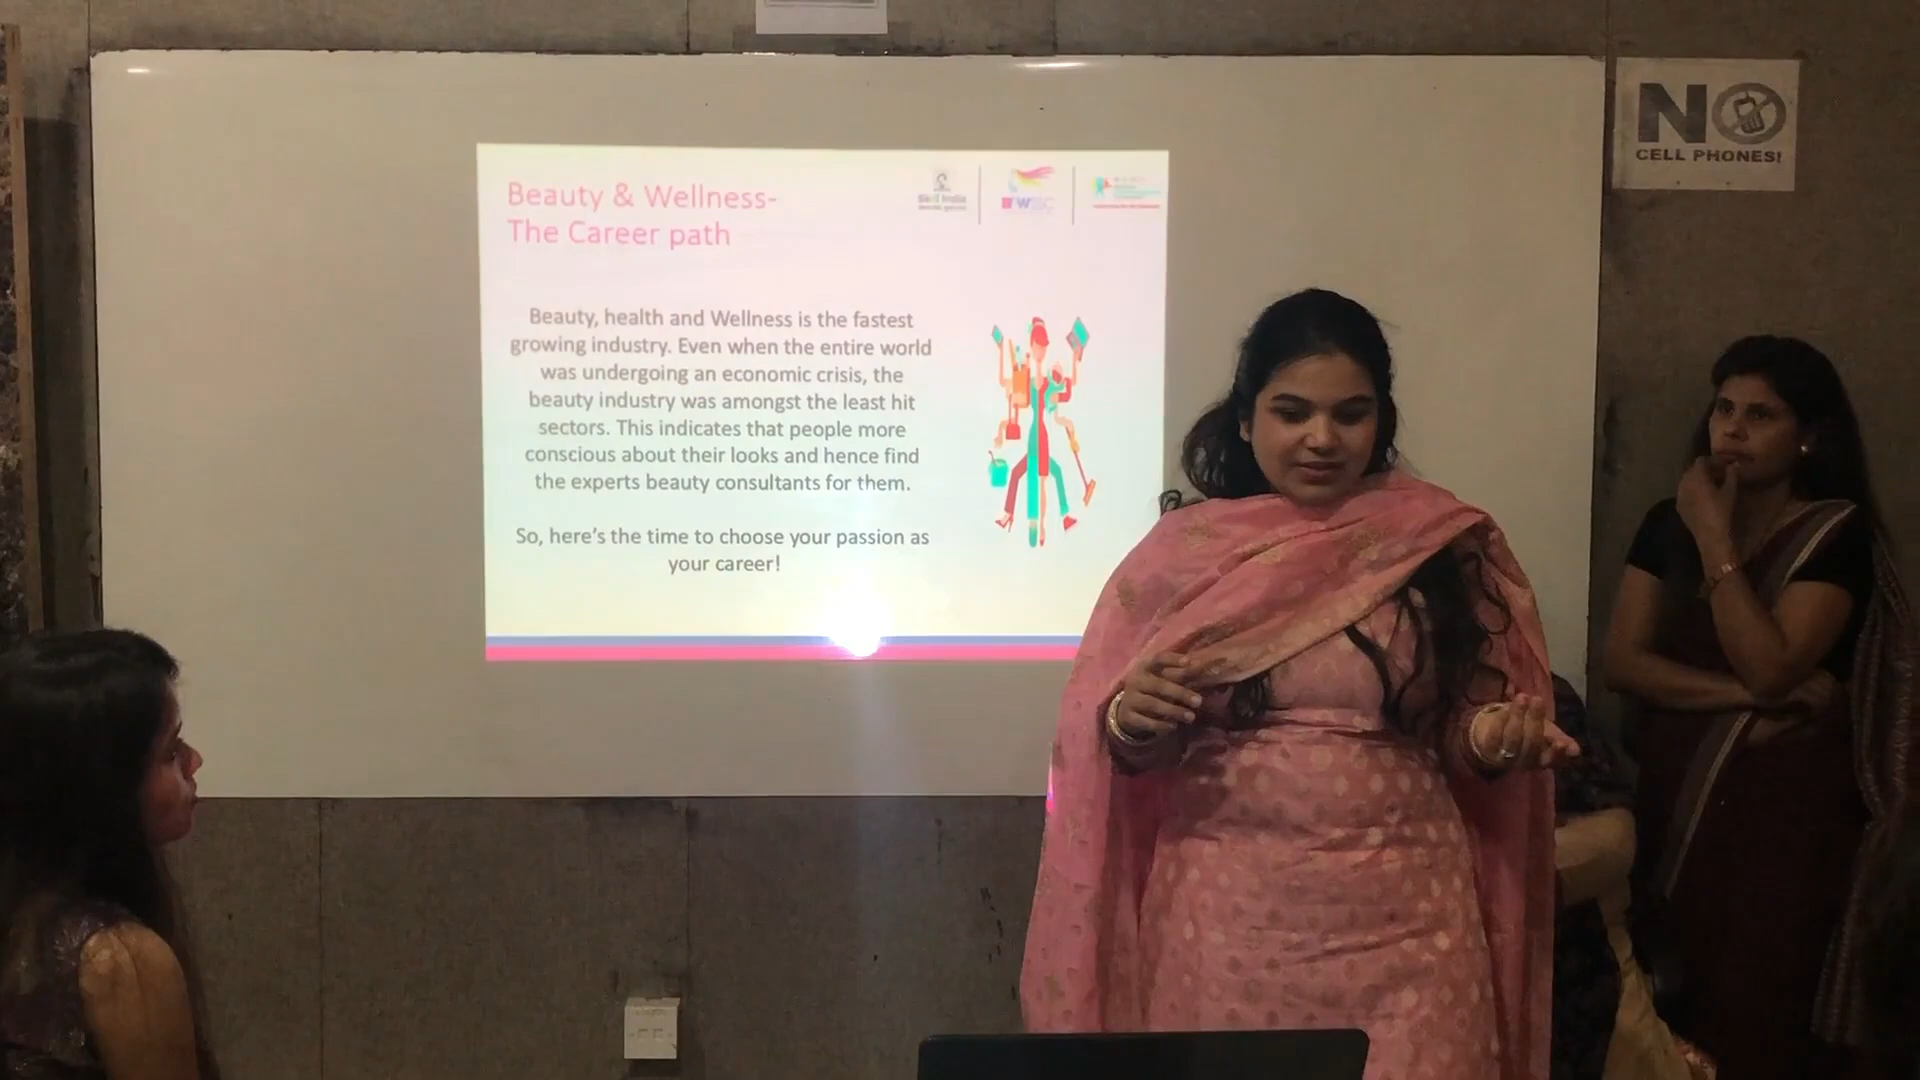 Beauty & Wellness-
The Career path
Skill India
Beauty, health and Wellness is the fastest
growing industry. Even when the entire world
was undergoing an economic crisis, the
beauty industry was amongst the least hit
sectors. This indicates that people more
conscious about their looks and hence find
the experts beauty consultants for them.
So, here's the time to choose your passion as
your career!
NO
CELL PHONES!